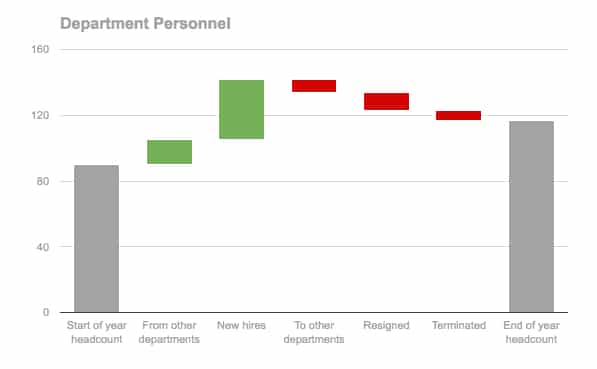 Department Personnel
160
120
80
40
0
Start of year
headcount
From other
departments
New hires
To other
departments
Resigned
Terminated
End of year
headcount